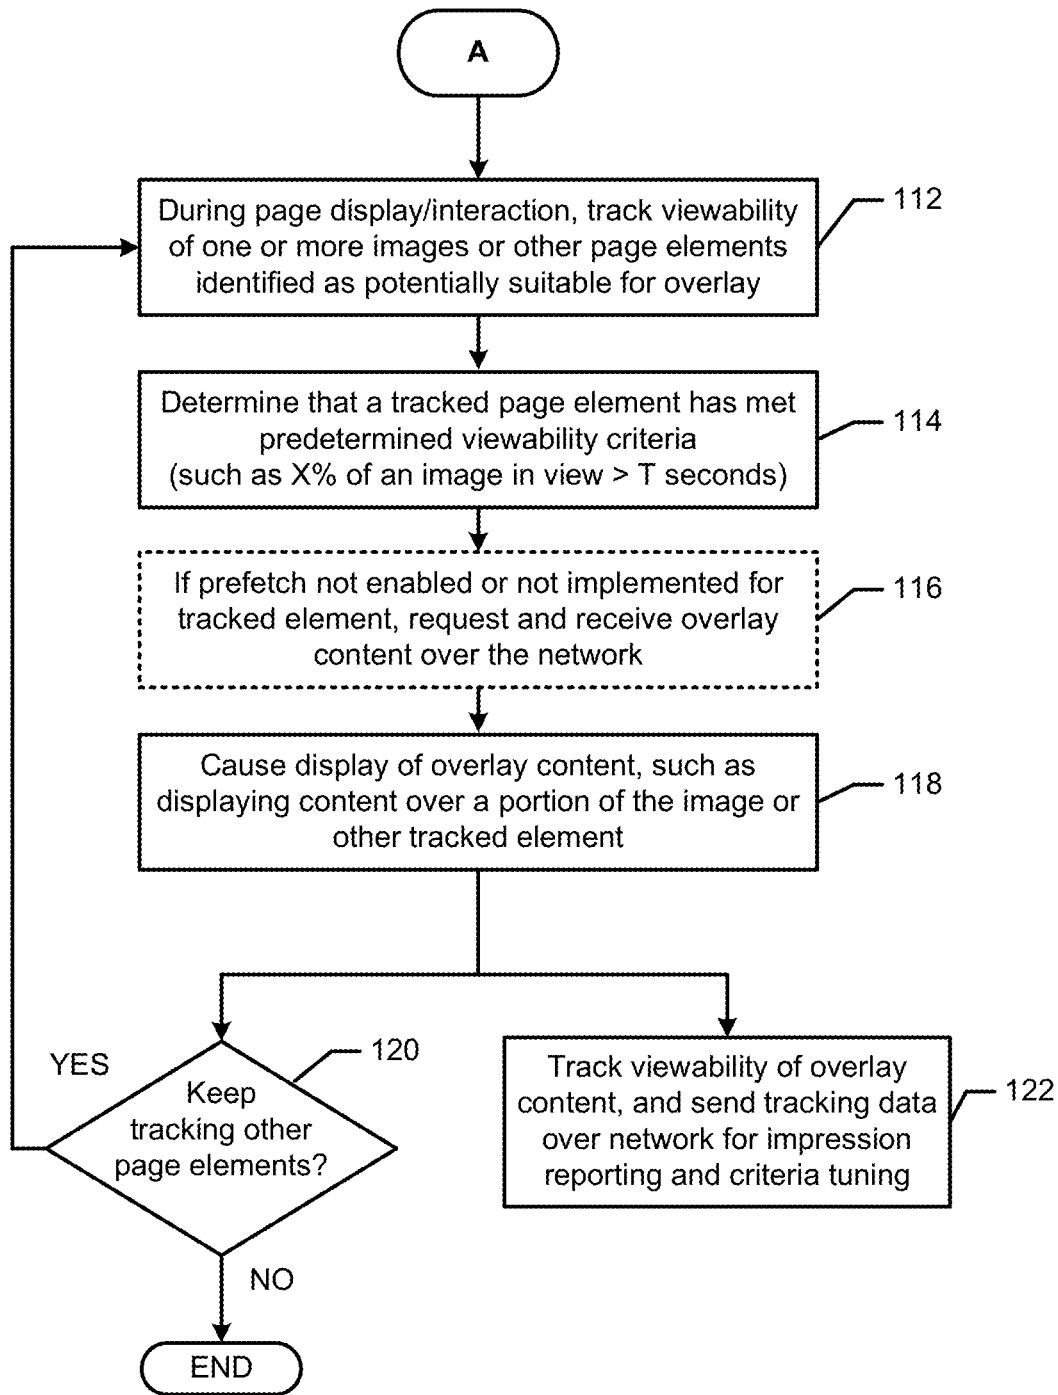 A
During page display/interaction, track viewability
of one or more images or other page elements
identified as potentially suitable for overlay
112
Determine that a tracked page element has met
predetermined viewability criteria
(such as X% of an image in view > T seconds)
114
If prefetch not enabled or not implemented for
tracked element, request and receive overlay
content over the network
116
Cause display of overlay content, such as
displaying content over a portion of the image or
other tracked element
118
YES
120
Keep
tracking other
page elements?
NO
END
Track viewability of overlay
content, and send tracking data
over network for impression
reporting and criteria tuning
122